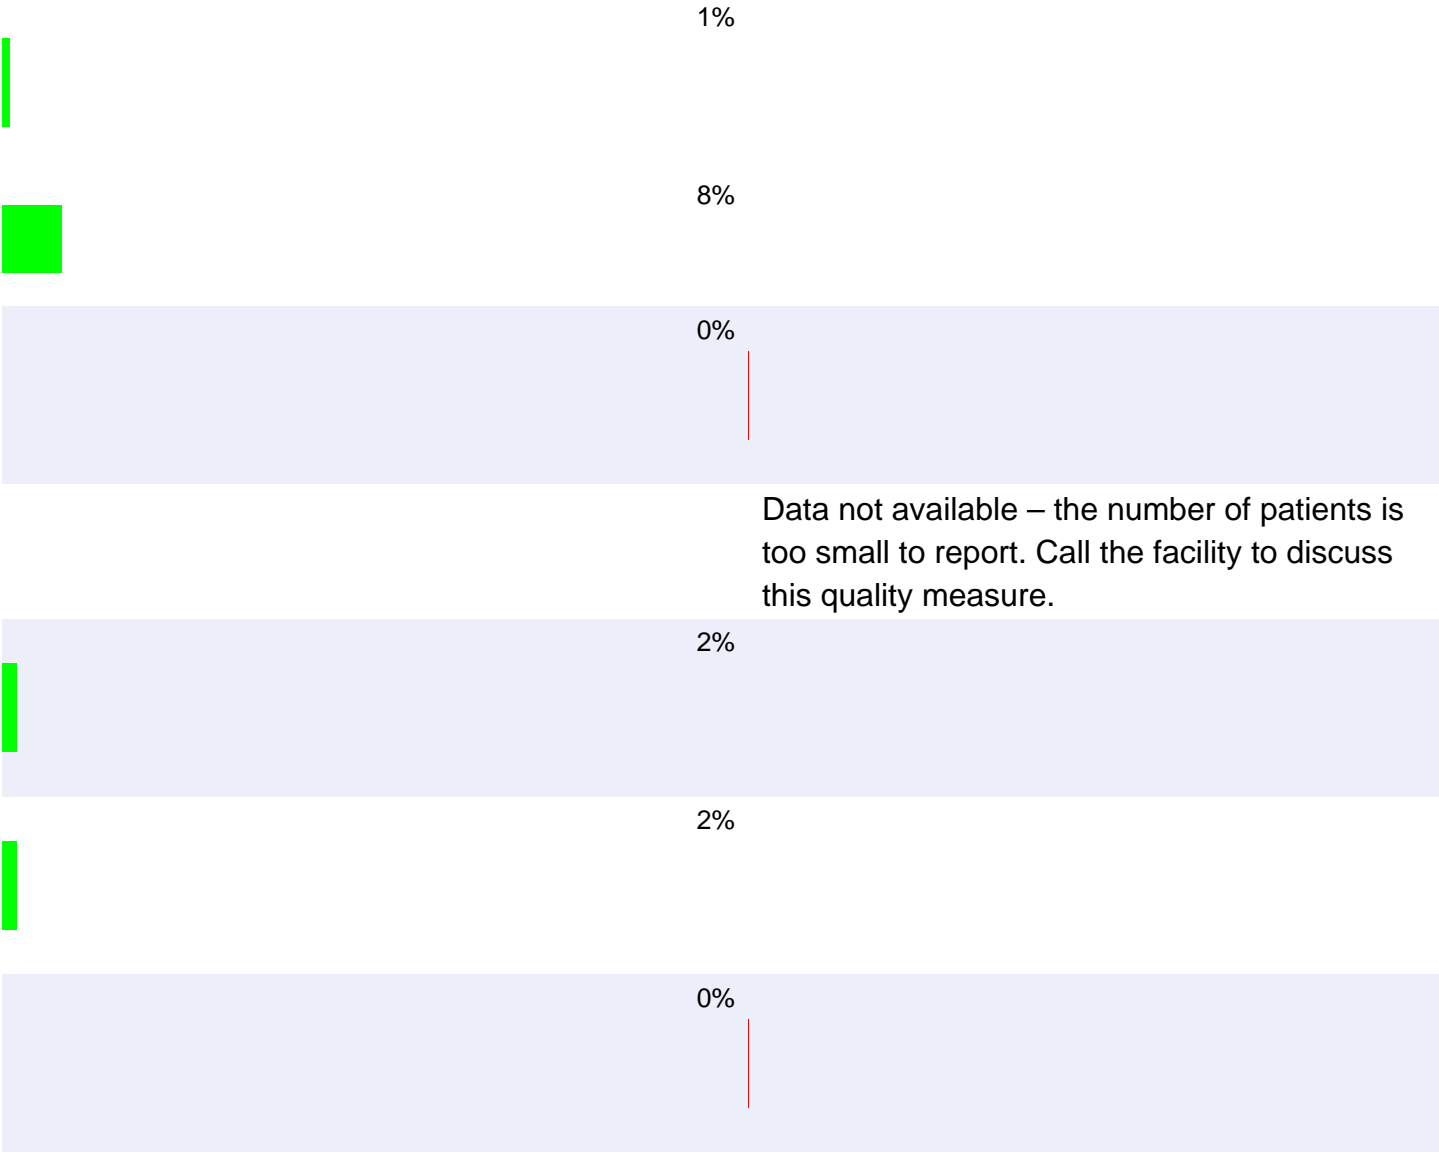 1%
8%
0%
Data not available – the number of patients is
too small to report. Call the facility to discuss
this quality measure.
2%
2%
0%